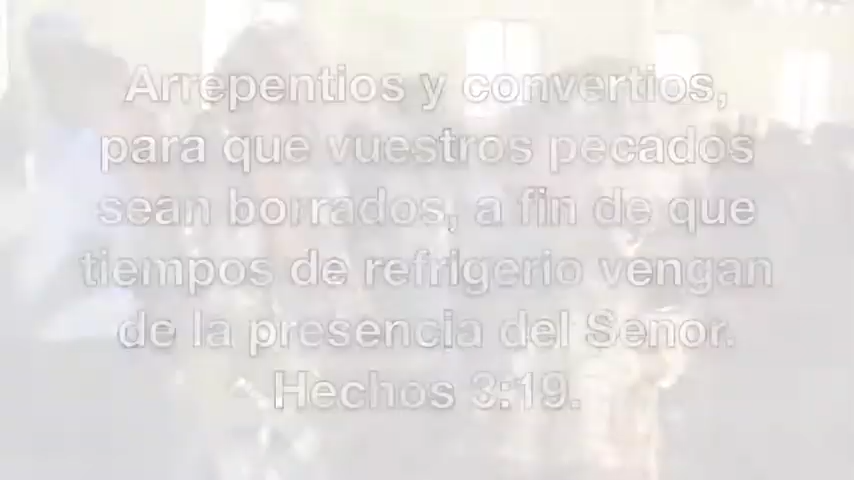 Arrepentios y convertios,
para que vuestros pecados
sean borrados, a fin de que
tiempos de refrigerio vengan
de la presencia del Senor.
Hechos 3:19.